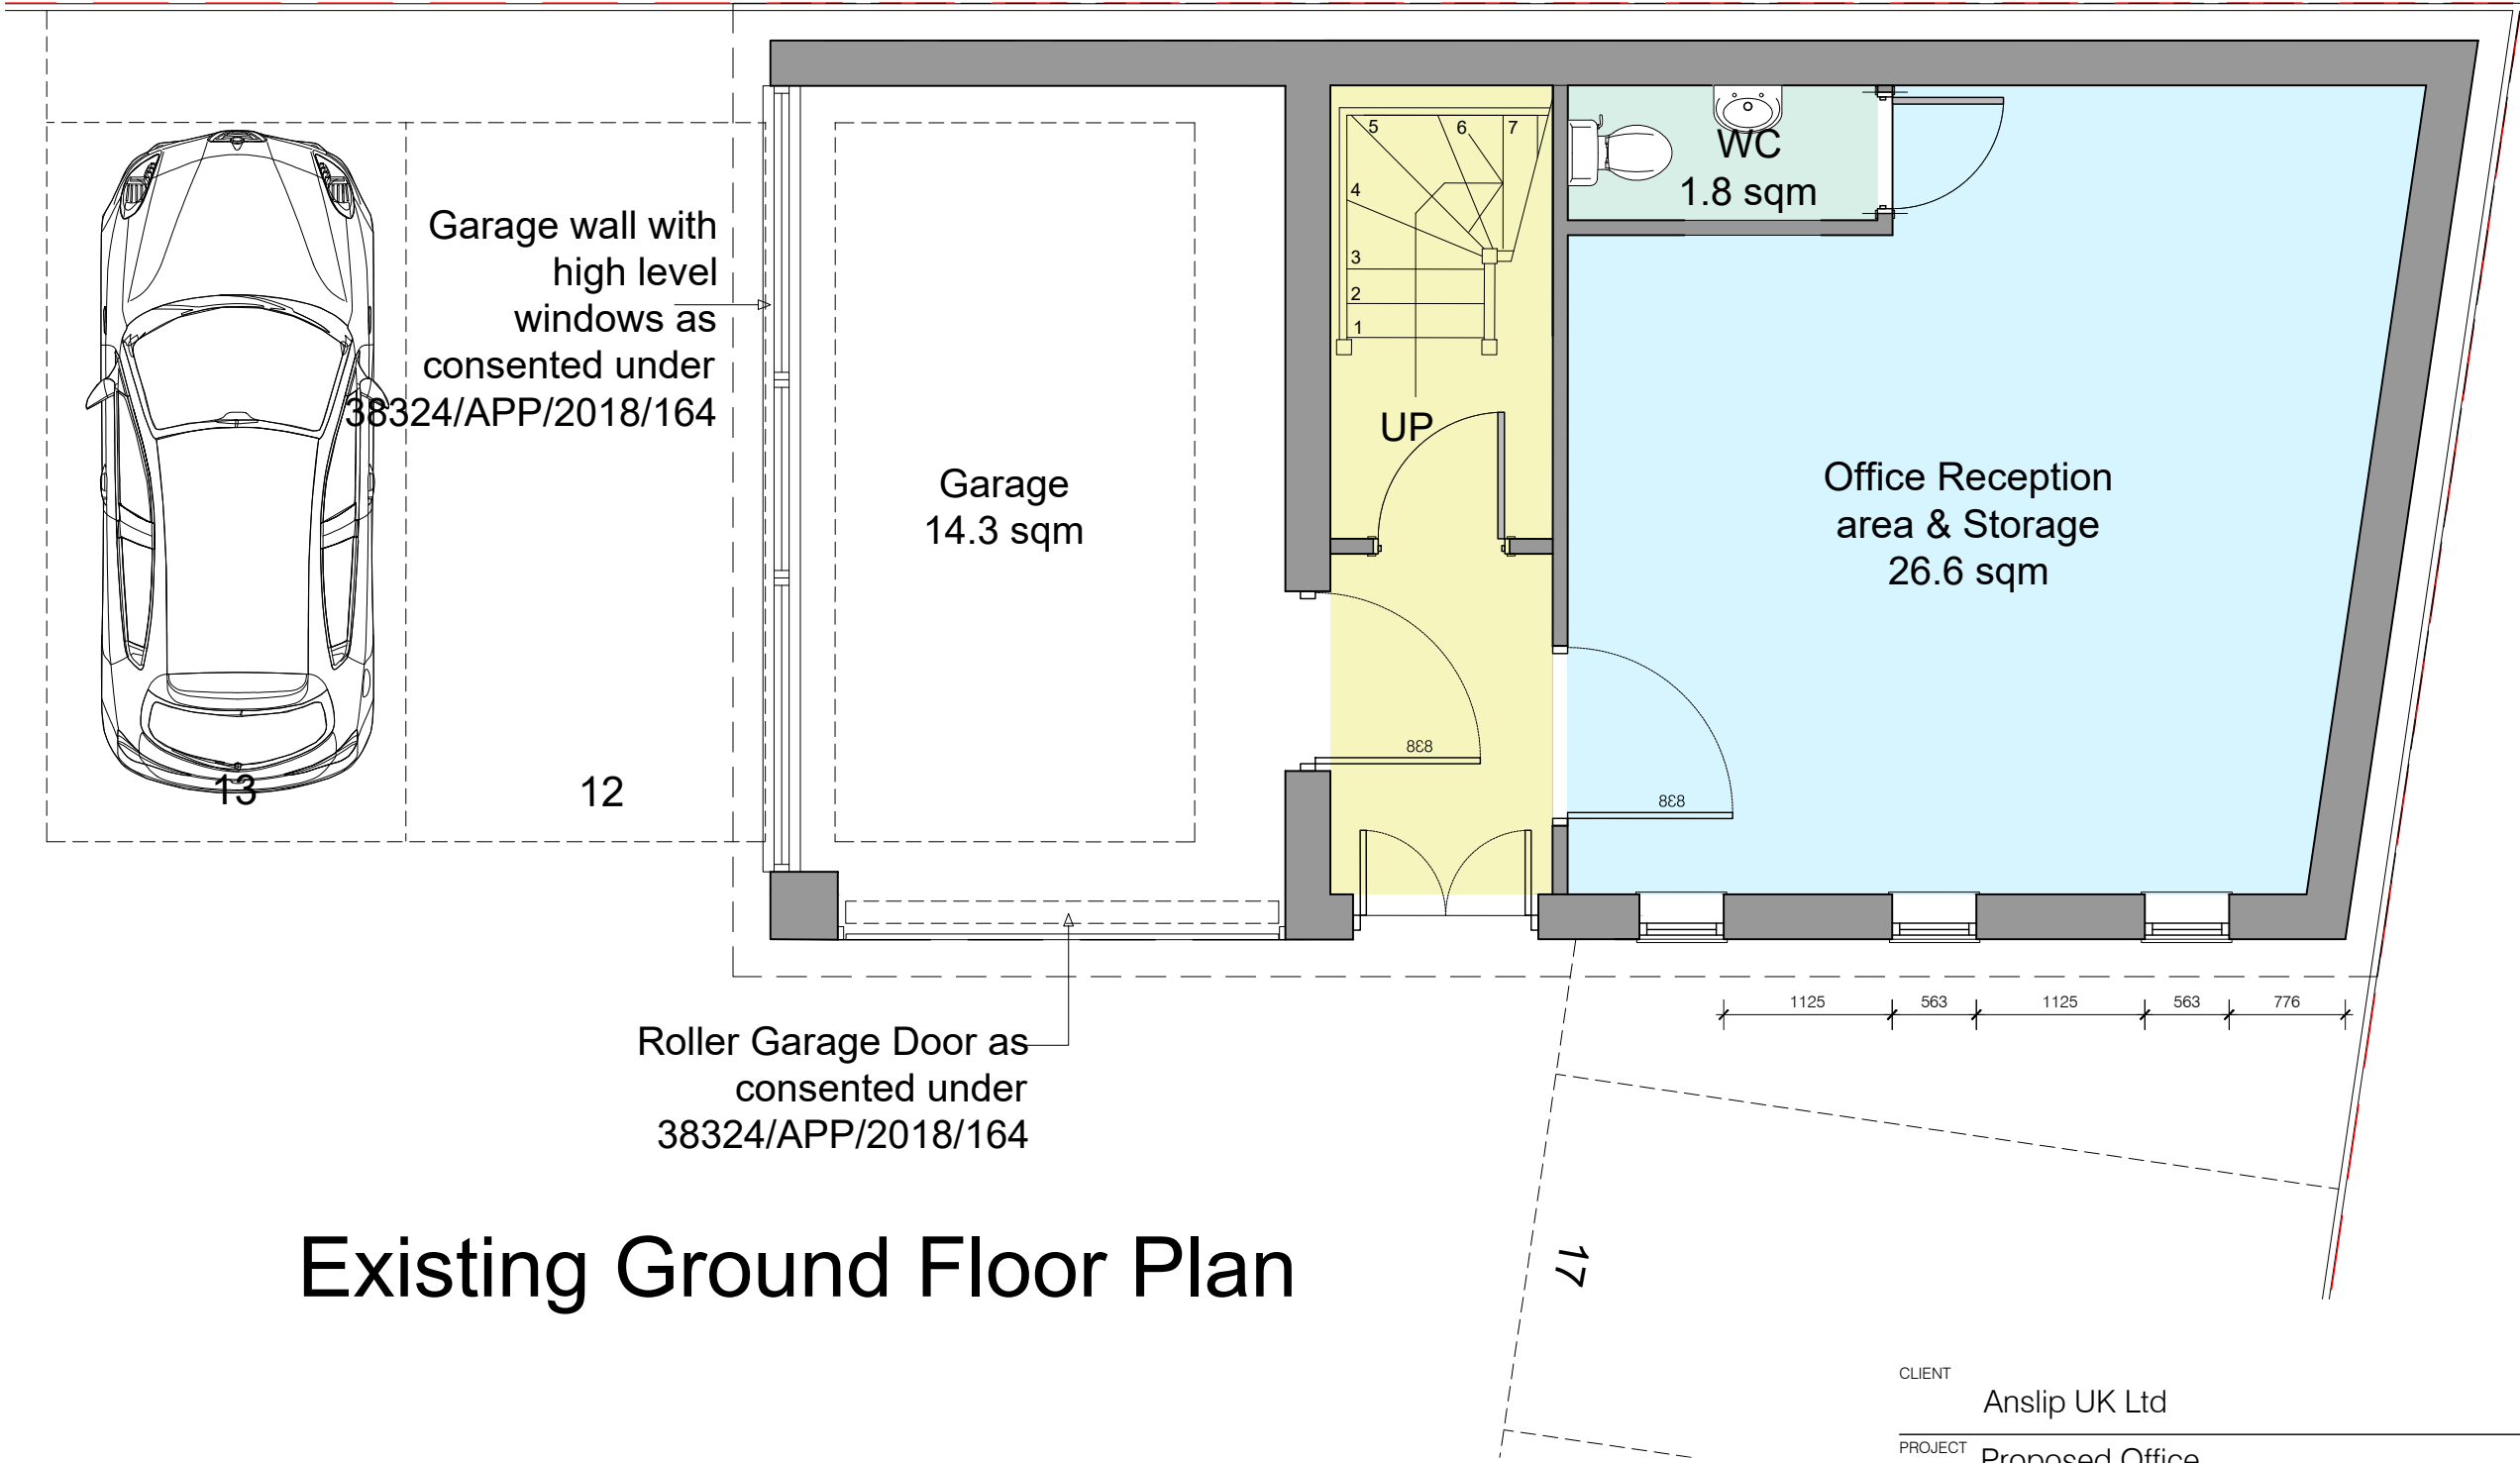 5
6
7
4
3
2
1
UP
WC
1.8 sqm
Garage wall with
high level
windows as
consented under
38324/APP/2018/164
Garage
14.3 sqm
Office Reception
area & Storage
26.6 sqm
838
838
13
12
Roller Garage Door as
consented under
38324/APP/2018/164
1125
563
1125
563
776
Existing Ground Floor Plan
17
CLIENT
Anslip UK Ltd
PROJECT
Proposed Office